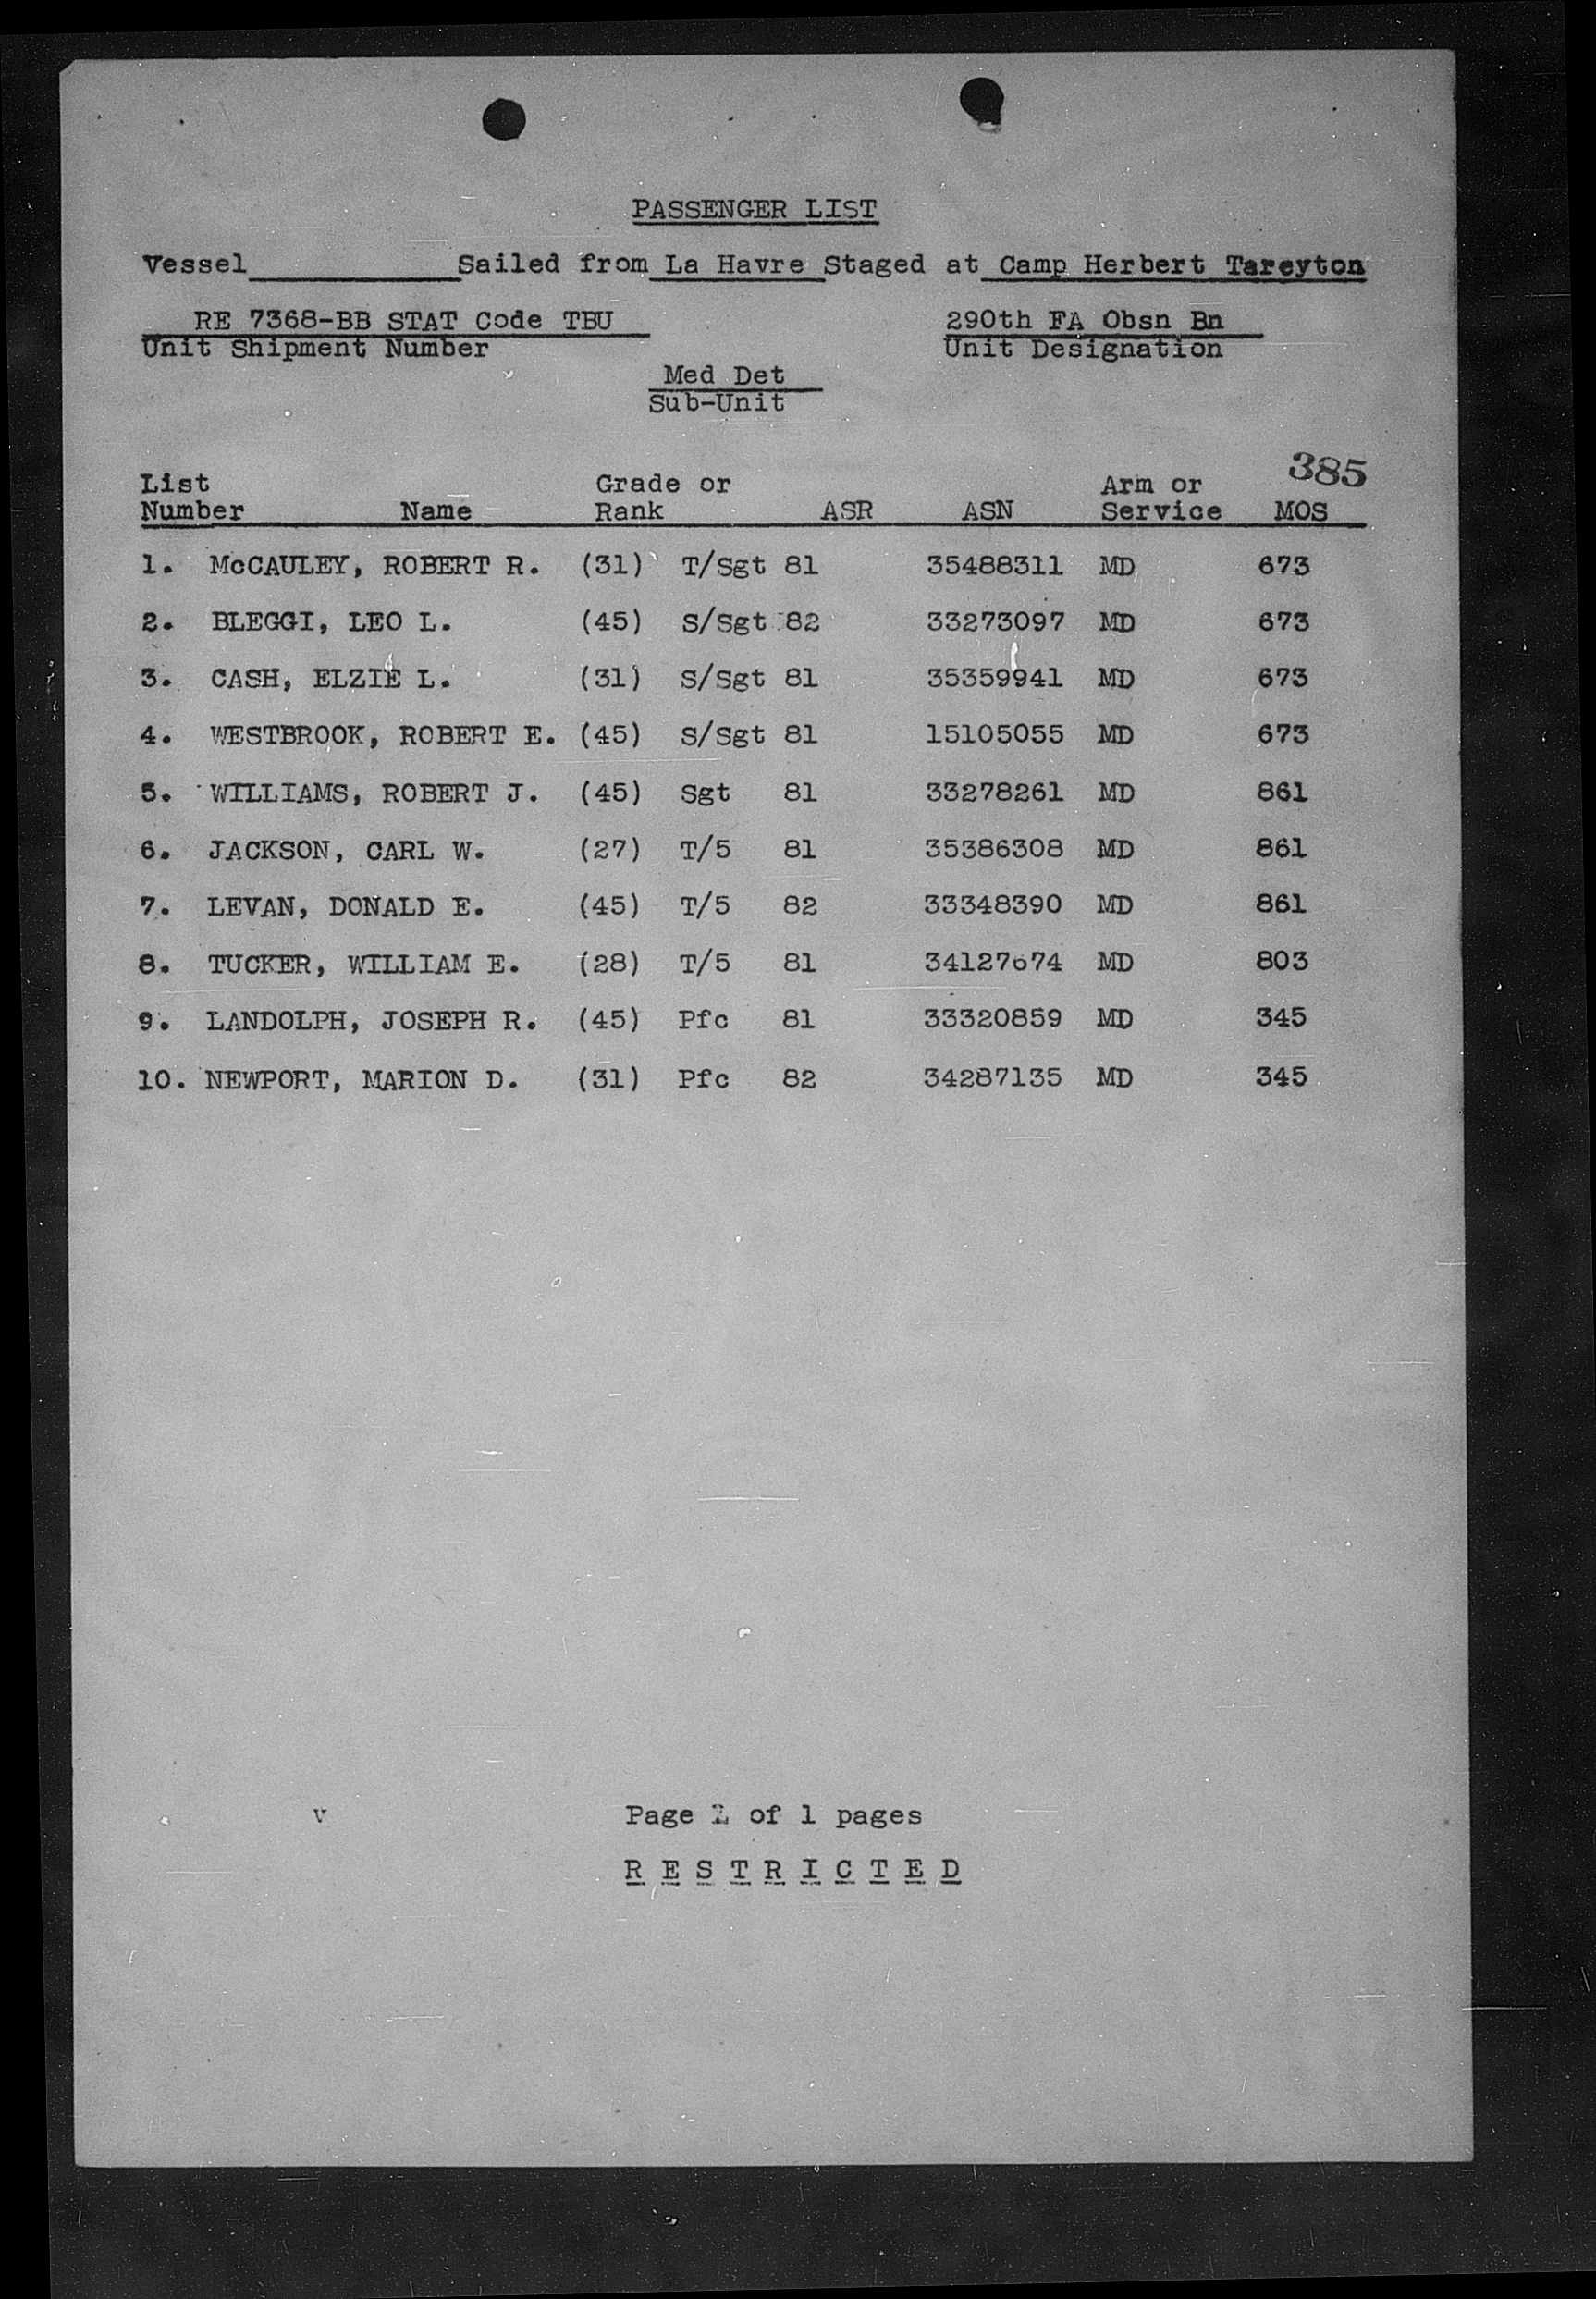 PASSENGER LIST
Vessel____________Sailed from La Havre Staged at Camp Herbert Tareyton
RE 7368-BB STAT Code TBU 290th FA Obsn Bn
Unit Shipment Number Unit Designation
Med Det
Sub-Unit
385
List Grade or Arm or
Number Name Rank ASR ASN Service MOS
1. McCAULEY, ROBERT R. (31) T/Sgt 81 35488311 MD 673
2. BLEGGI, LEO L. (45) S/Sgt 82 33273097 MD 673
3. CASH, ELZIE L. (31) S/Sgt 81 35359941 MD 673
4. WESTBROOK, ROBERT E. (45) S/Sgt 81 15105055 MD 673
5. WILLIAMS, ROBERT J. (45) Sgt 81 33278261 MD 861
6. JACKSON, CARL W. (27) T/5 81 35386308 MD 861
7. LEVAN, DONALD E. (45) T/5 82 33348390 MD 861
8. TUCKER, WILLIAM E. (28) T/5 81 34127674 MD 803
9. LANDOLPH, JOSEPH R. (45) Pfc 81 33320859 MD 345
10. NEWPORT, MARION D. (31) Pfc 82 34287135 MD 345
v Page 1 of 1 pages
R E S T R I C T E D